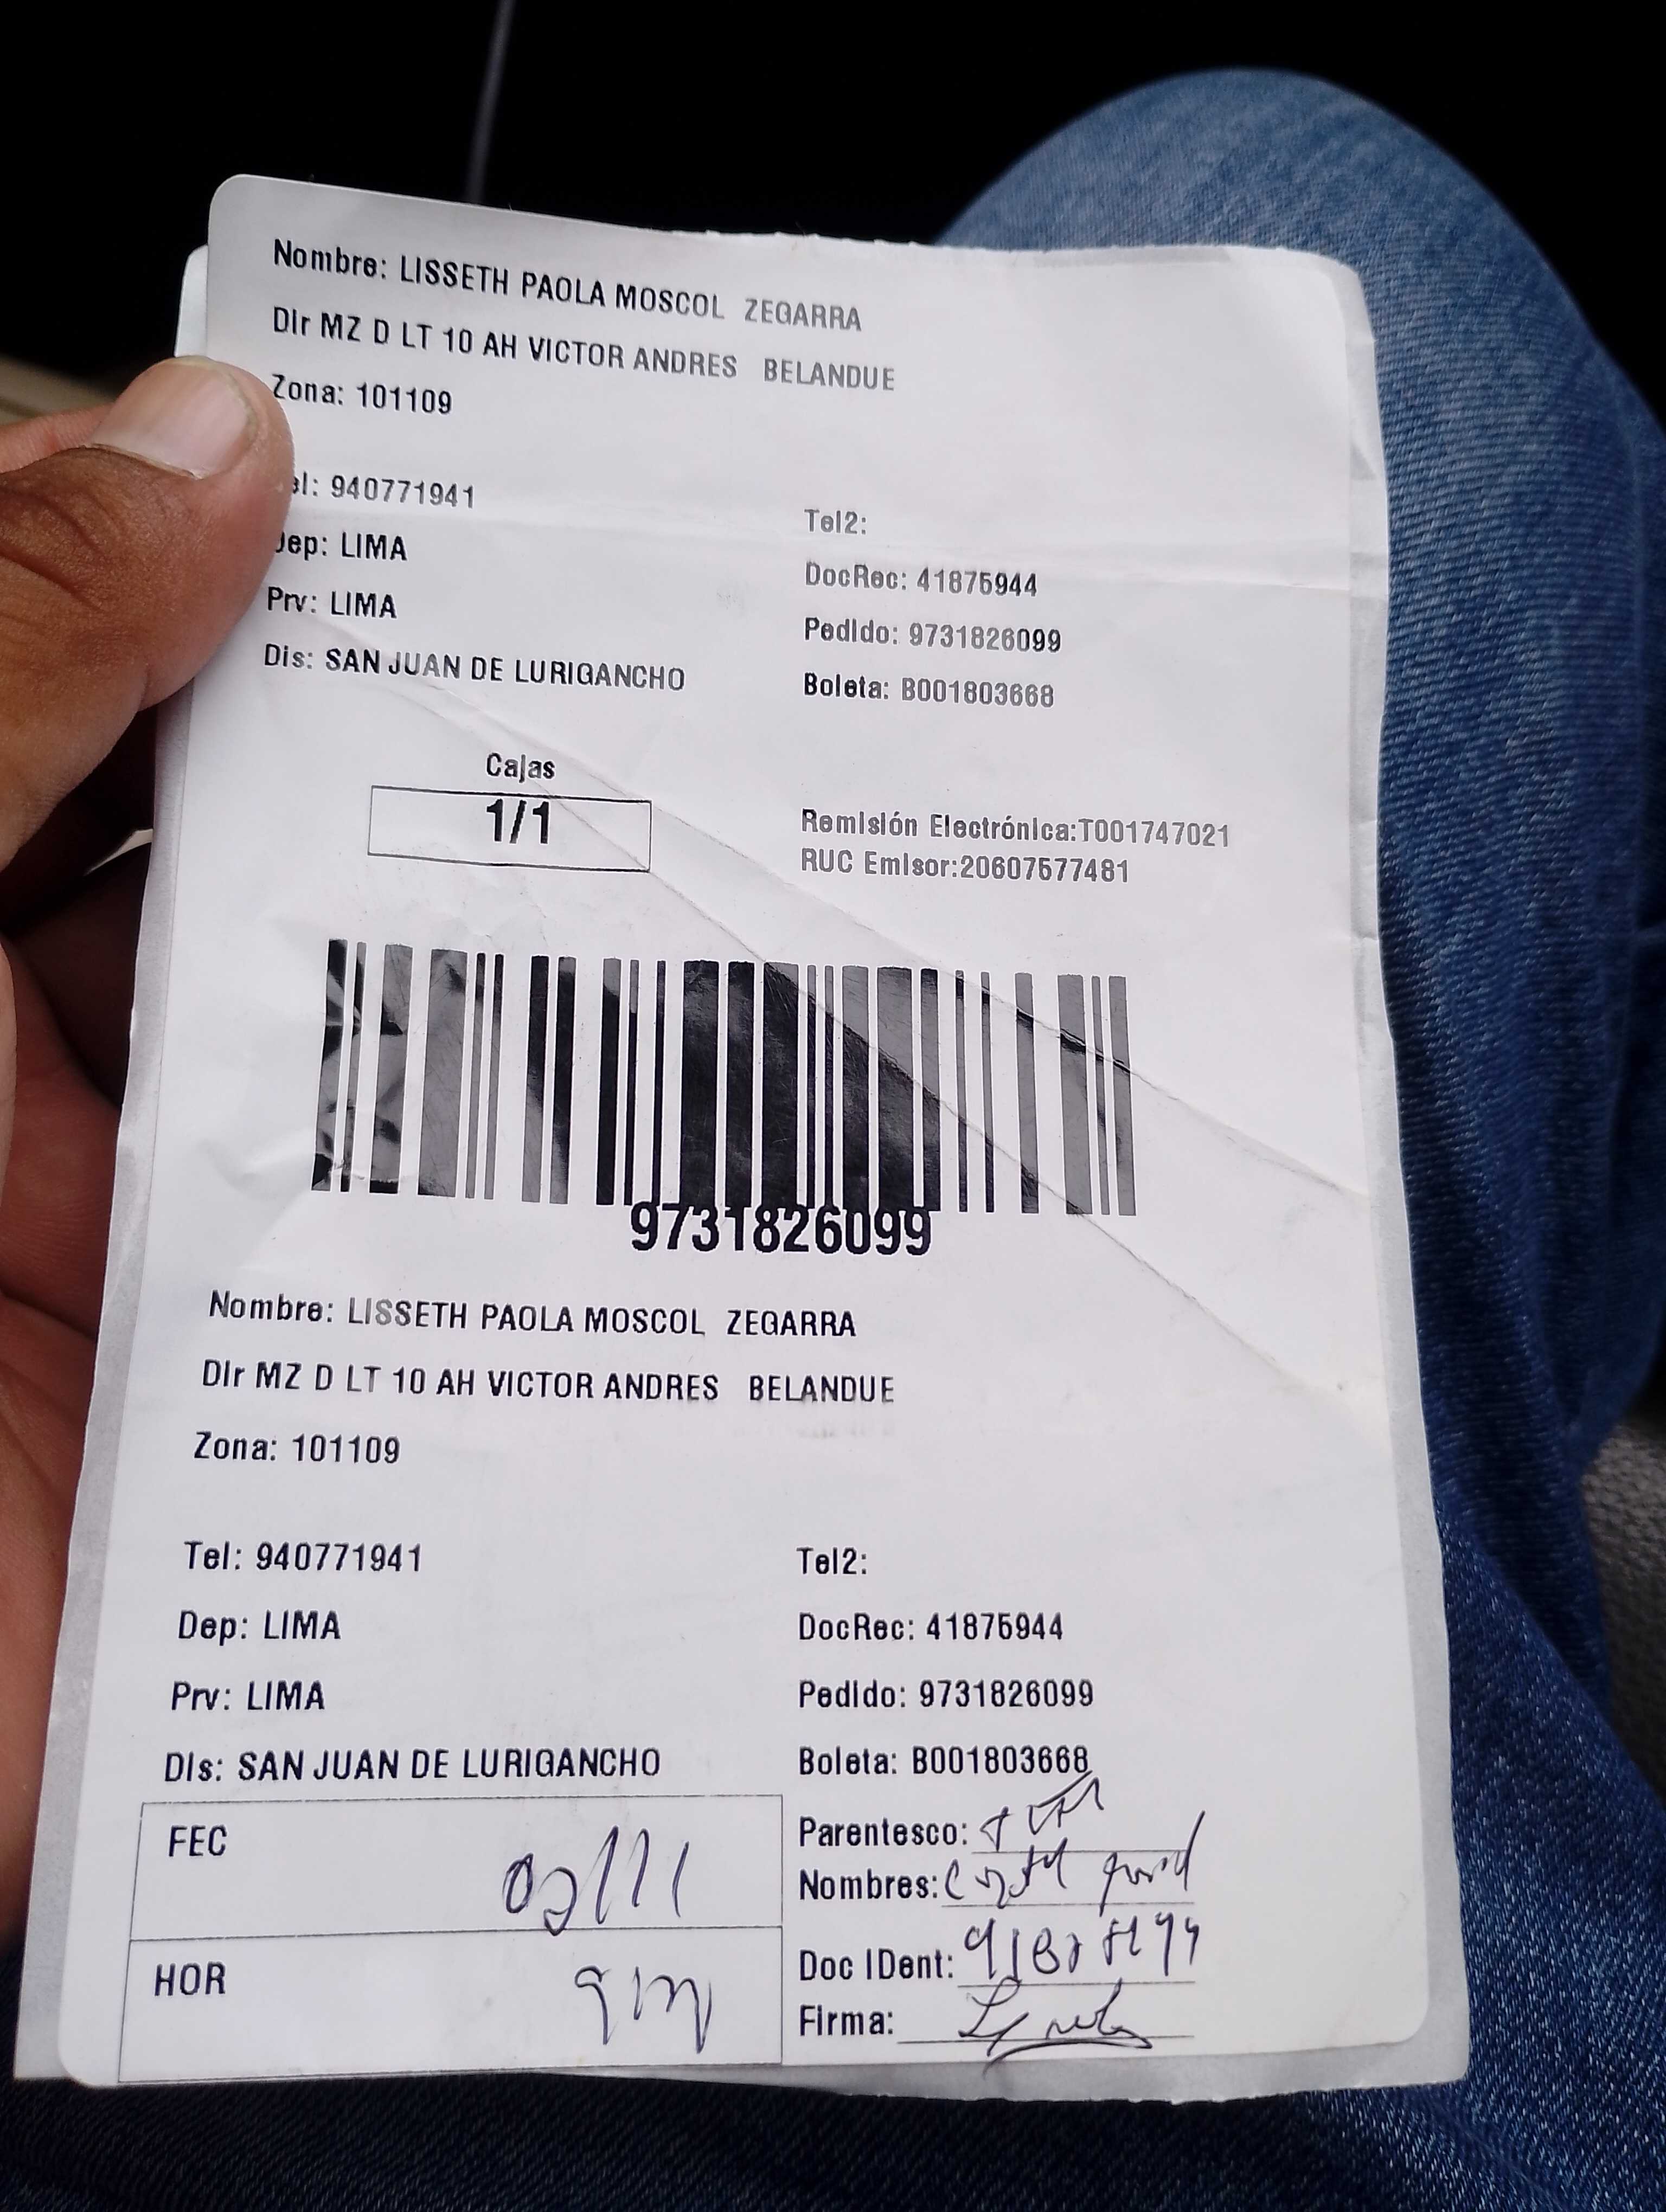 Nombre: LISSETH PAOLA MOSCOL ZEGARRA
Dir MZ D LT 10 AH VICTOR ANDRES BELANDUE
Zona: 101109
el: 940771941
Tel2:
Dep: LIMA
DocRec: 41875944
Prv: LIMA
Pedido: 9731826099
Dis: SAN JUAN DE LURIGANCHO
Boleta: B001803668
Cajas
1/1
Remisión Electrónica:T001747021
RUC Emisor:20607577481
9731826099
Nombre: LISSETH PAOLA MOSCOL ZEGARRA
Dir MZ D LT 10 AH VICTOR ANDRES BELANDUE
Zona: 101109
Tel: 940771941
Tel2:
Dep: LIMA
DocRec: 41875944
Prv: LIMA
Pedido: 9731826099
Dis: SAN JUAN DE LURIGANCHO
Boleta: B001803668
FEC
Parentesco:
Nombres:
HOR
Doc IDent:
Firma: